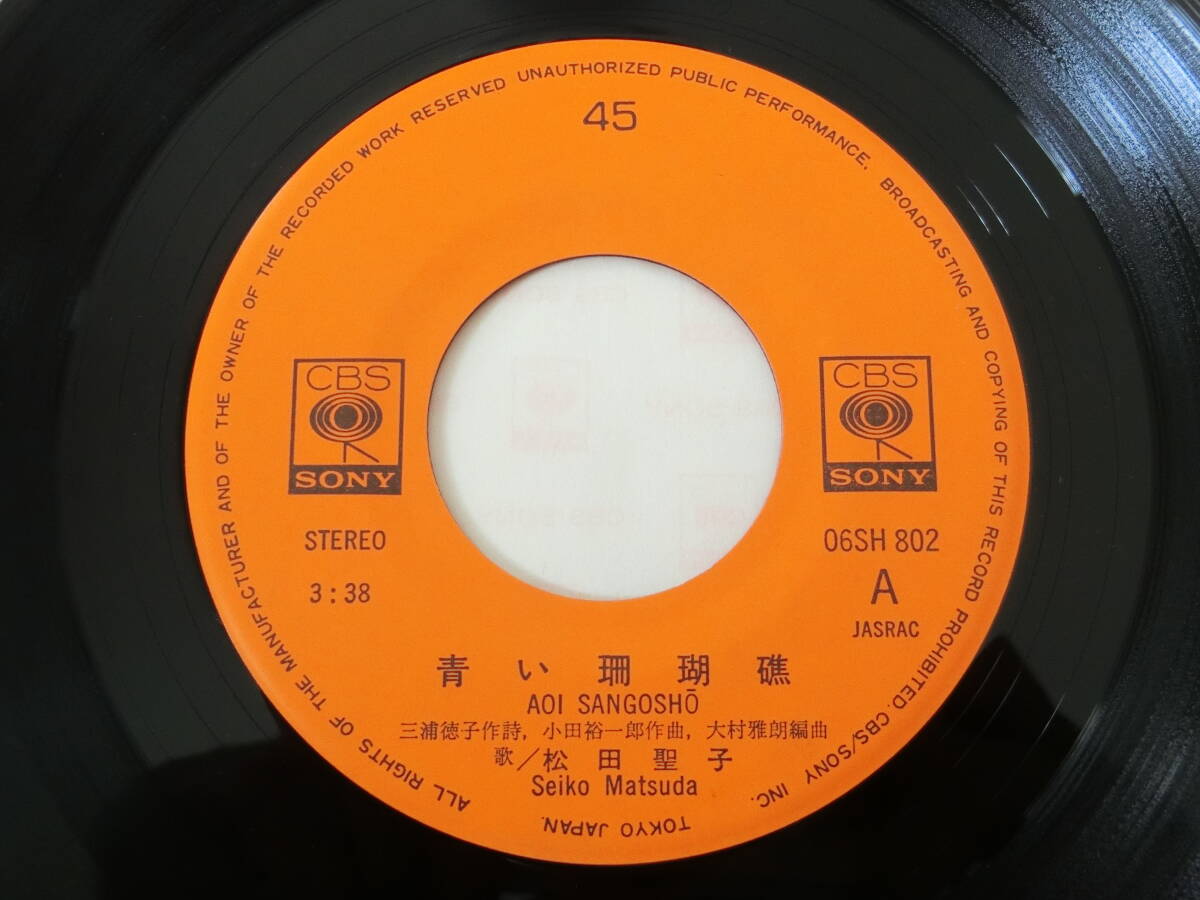 45
ALL RIGHTS OF THE MANUFACTURER AND OF THE OWNER OF THE RECORDED WORK RESERVED UNAUTHORIZED PUBLIC PERFORMANCE, BROADCASTING AND COPYING OF THIS RECORD PROHIBITED. CBS/SONY INC. TOKYO JAPAN.
CBS
SONY
CBS
SONY
STEREO
3:38
06SH 802
A
JASRAC
青い珊瑚礁
AOI SANGOSHŌ
三浦徳子作詩, 小田裕一郎作曲, 大村雅朗編曲
歌/松田聖子
Seiko Matsuda